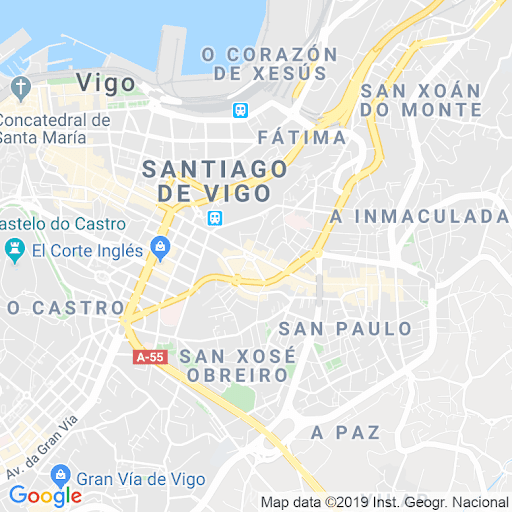 O CORAZÓN
DE XESÚS
Vigo
SAN XOÁN
DO MONTE
Concatedral de
Santa María
FÁTIMA
SANTIAGO
DE VIGO
A INMACULADA
astelo do Castro
El Corte Inglés
O CASTRO
SAN PAULO
A-55
SAN XOSÉ
OBREIRO
Av. da Gran Vía
A PAZ
Gran Vía de Vigo
Google
Map data ©2019 Inst. Geogr. Nacional